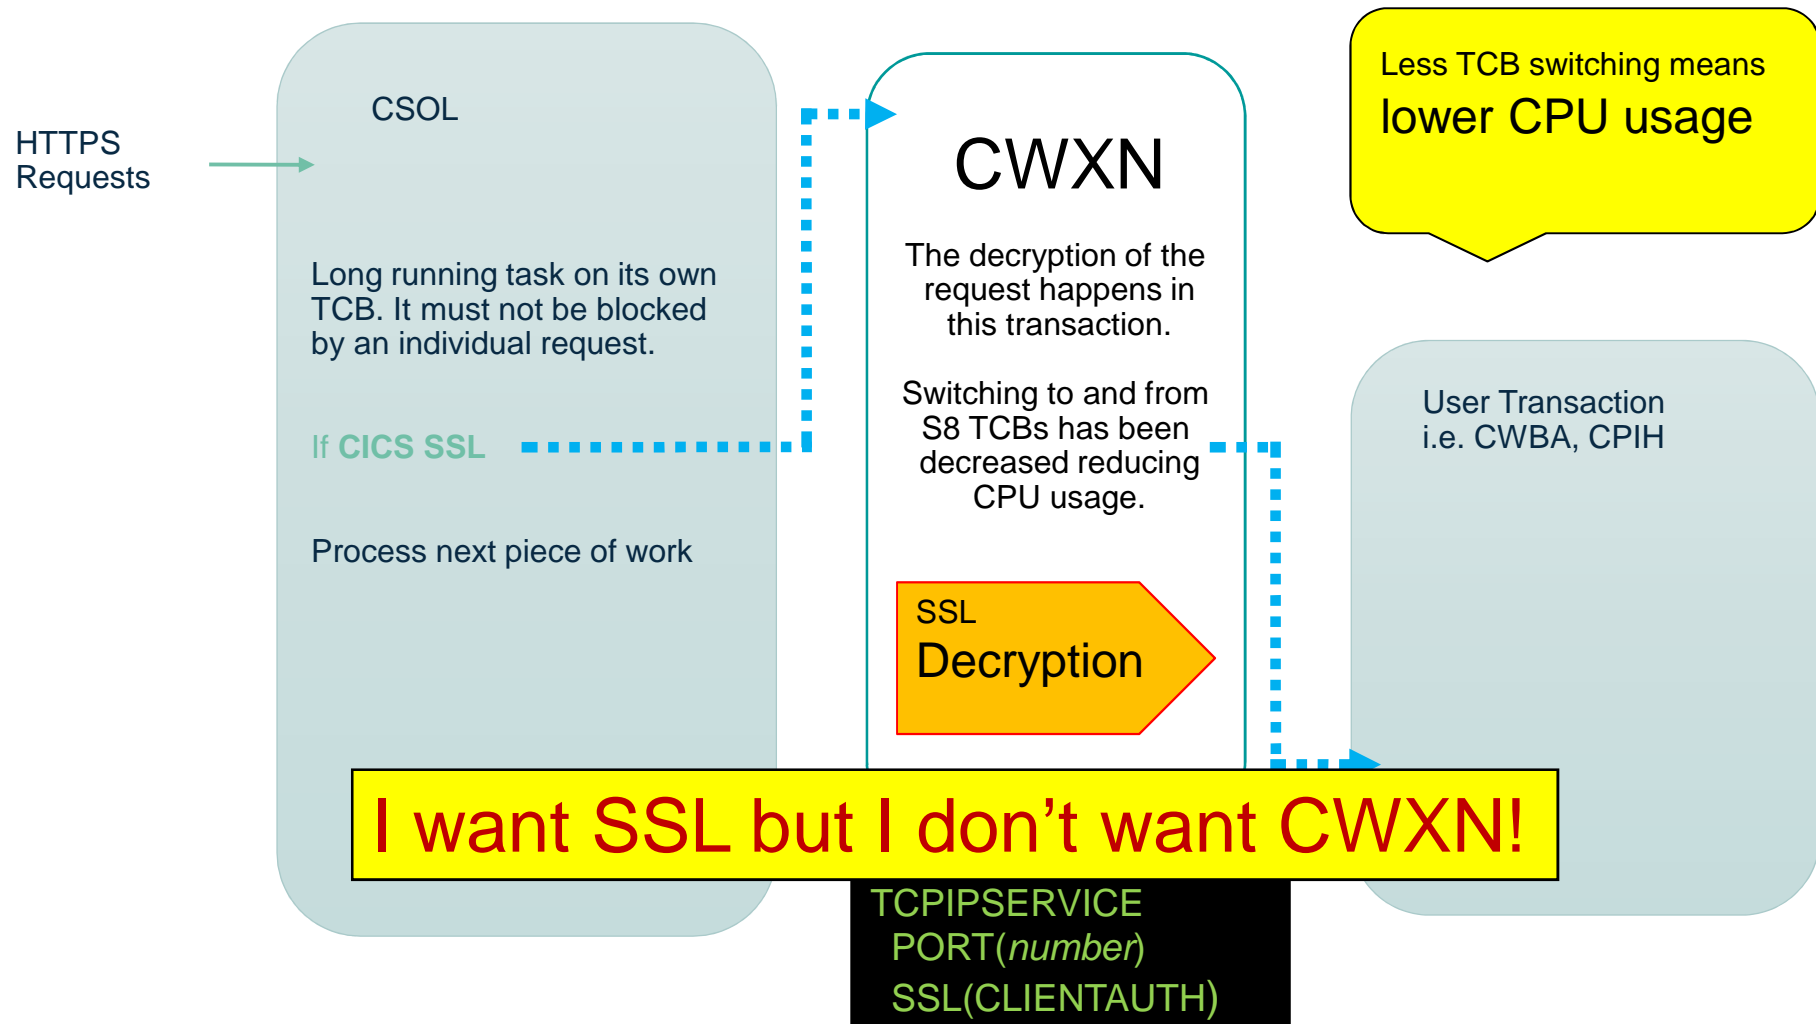 HTTPS
Requests
CSOL
Long running task on its own
TCB. It must not be blocked
by an individual request.
If CICS SSL
Process next piece of work
CWXN
The decryption of the
request happens in
this transaction.
Switching to and from
S8 TCBs has been
decreased reducing
CPU usage.
SSL
Decryption
Less TCB switching means
lower CPU usage
User Transaction
i.e. CWBA, CPIH
I want SSL but I don’t want CWXN!
TCPIPSERVICE
PORT(number)
SSL(CLIENTAUTH)